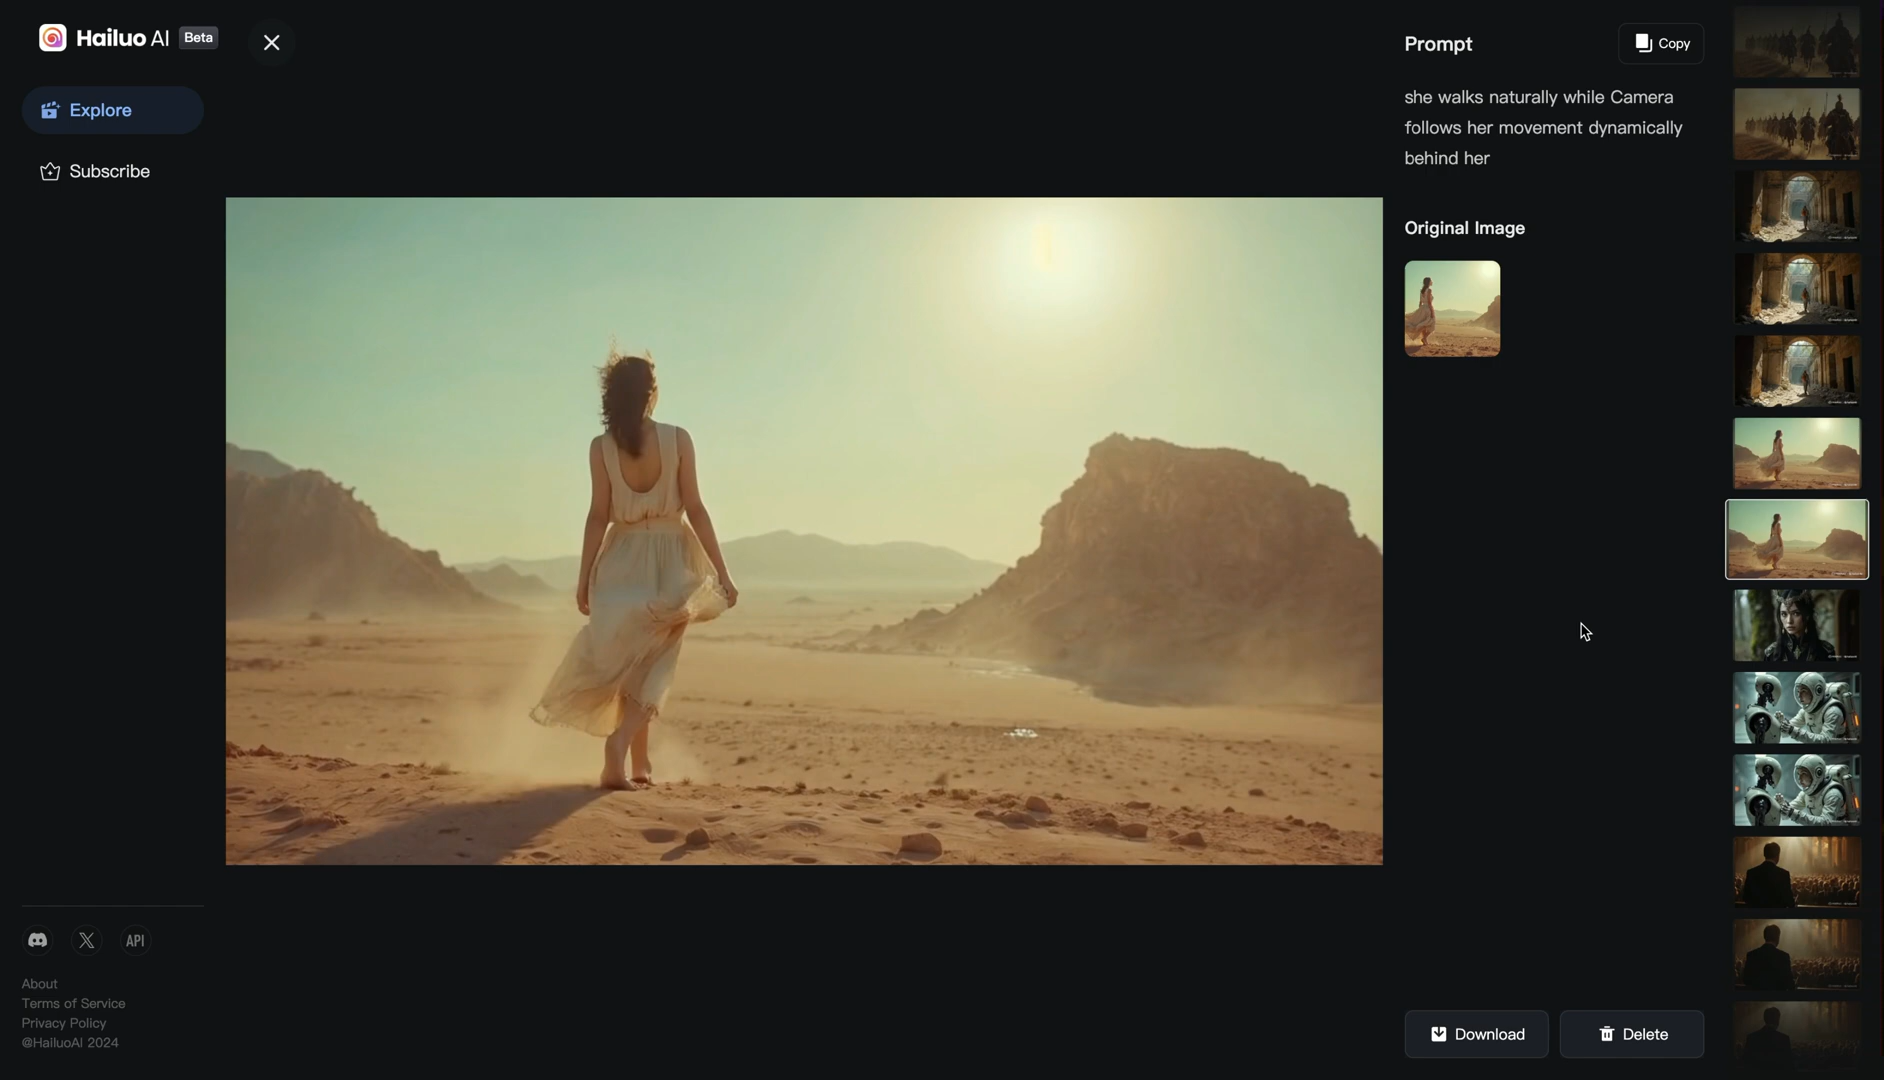 Hailuo AI Beta
Explore
Subscribe
Prompt
Copy
she walks naturally while Camera
follows her movement dynamically
behind her
Original Image
API
About
Terms of Service
Privacy Policy
@HailuoAI 2024
Download
Delete